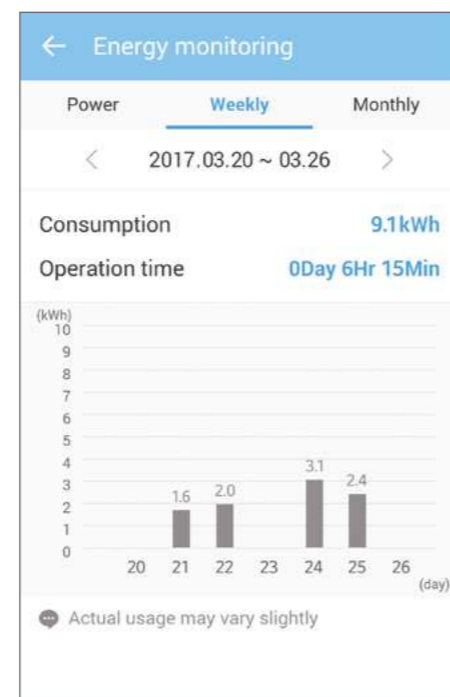 ← Energy monitoring
Power Weekly Monthly
< 2017.03.20 ~ 03.26 >
Consumption 9.1kWh
Operation time 0Day 6Hr 15Min
(kWh)
10
9
8
7
6
5
4
3
2
1
0
1.6 2.0 3.1 2.4
20 21 22 23 24 25 26
(day)
Actual usage may vary slightly